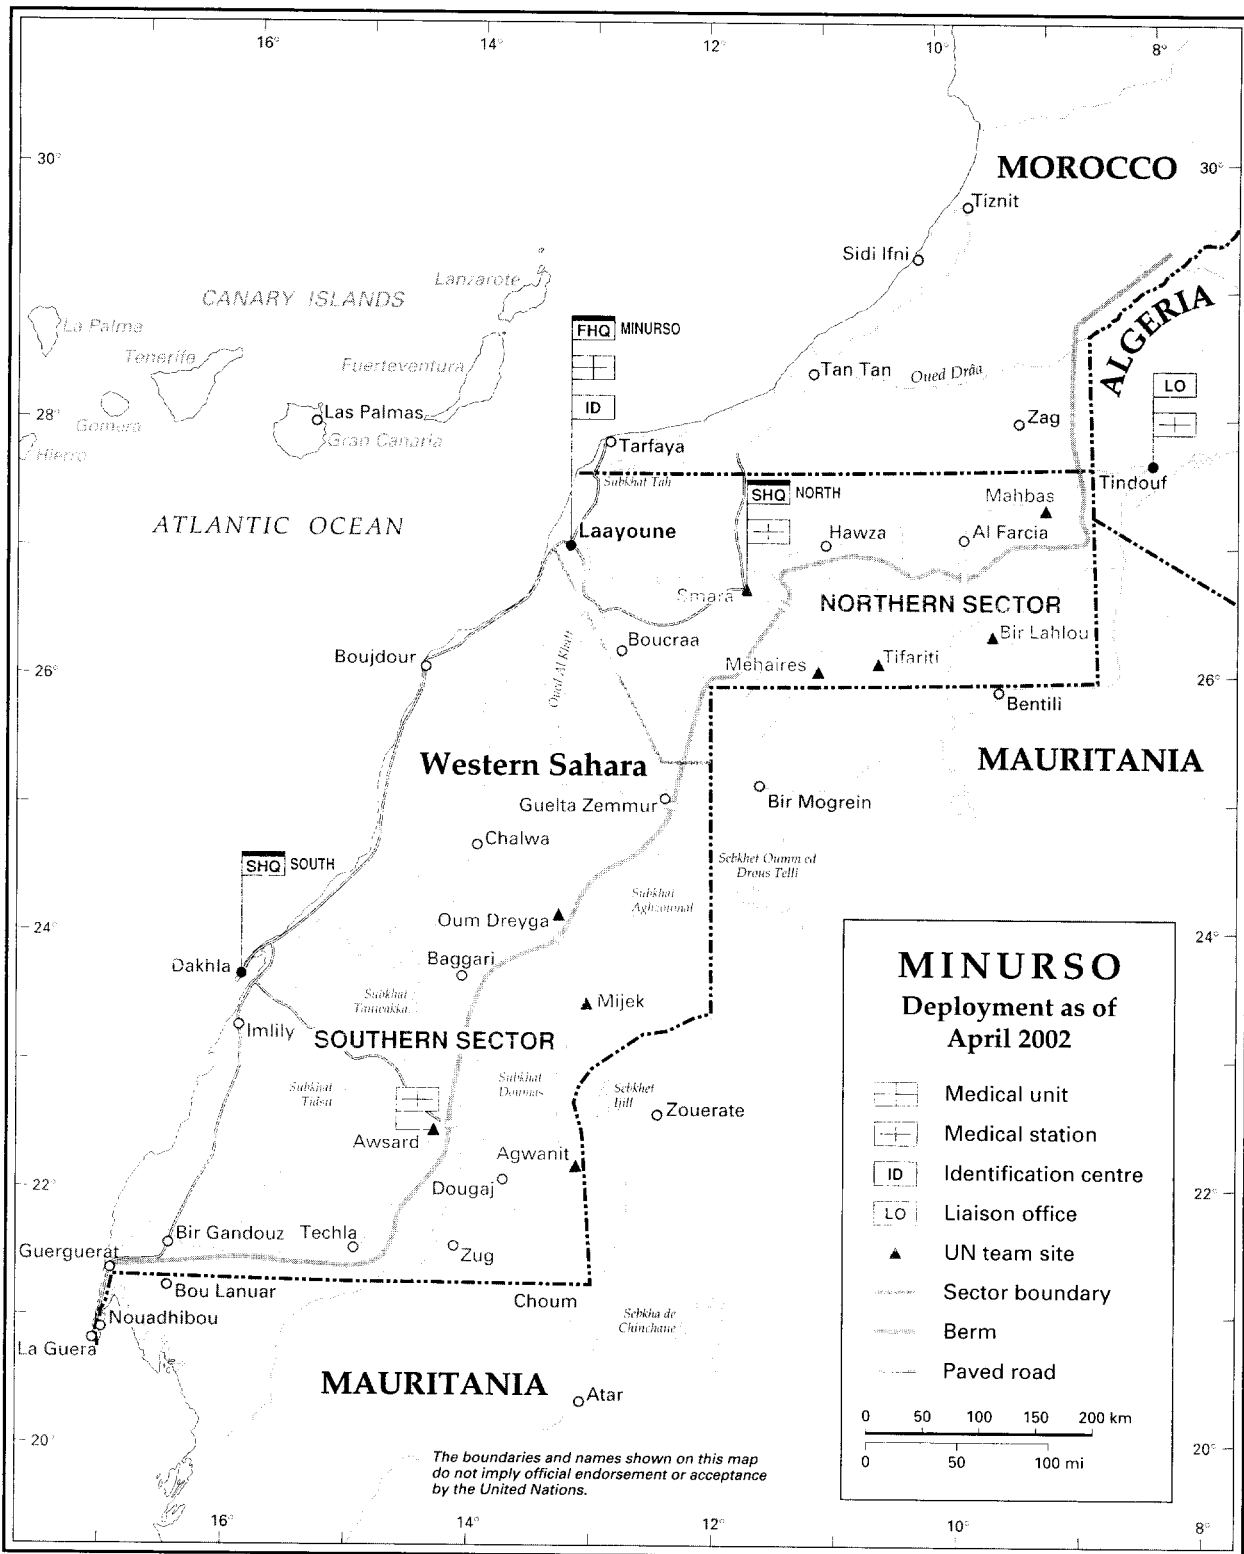 16°
14°
12°
10°
8°
30°
MOROCCO
30°
Tiznit
Sidi Ifni
Lanzarote
CANARY ISLANDS
La Palma
Tenerife
Fuerteventura
FHQ MINURSO
ALGERIA
Tan Tan
Oued Drâa
LO
ID
28°
Las Palmas
Gomera
Gran Canaria
Hierro
Zag
28°
Tarfaya
Subkhat Tah
Tindouf
SHQ NORTH
Mahbas
ATLANTIC OCEAN
Laayoune
Hawza
Al Farcia
Smara
NORTHERN SECTOR
Boucraa
Bir Lahlou
Boujdour
Oued Al Khatt
Mehaires
Tifariti
26°
26°
Bentili
Western Sahara
MAURITANIA
Guelta Zemmur
Bir Mogrein
Chalwa
SHQ SOUTH
Sebkhet Oumm ed
Drous Telli
Subkhat
Aghzoumal
Oum Dreyga
24°
24°
Dakhla
Baggari
Subkhat
Tanwakka
Mijek
Imlily
SOUTHERN SECTOR
Subkhat
Tidsit
Subkhat
Doumas
Sebkhet
Ijill
Zouerate
Awsard
Agwanit
Dougaj
22°
22°
Bir Gandouz
Techla
Zug
Guerguerat
Bou Lanuar
Choum
Nouadhibou
La Guera
Sebkha de
Chinchane
MAURITANIA
Atar
20°
20°
MINURSO
Deployment as of
April 2002
Medical unit
Medical station
ID Identification centre
LO Liaison office
UN team site
Sector boundary
Berm
Paved road
0 50 100 150 200 km
0 50 100 mi
The boundaries and names shown on this map
do not imply official endorsement or acceptance
by the United Nations.
16°
14°
12°
10°
8°